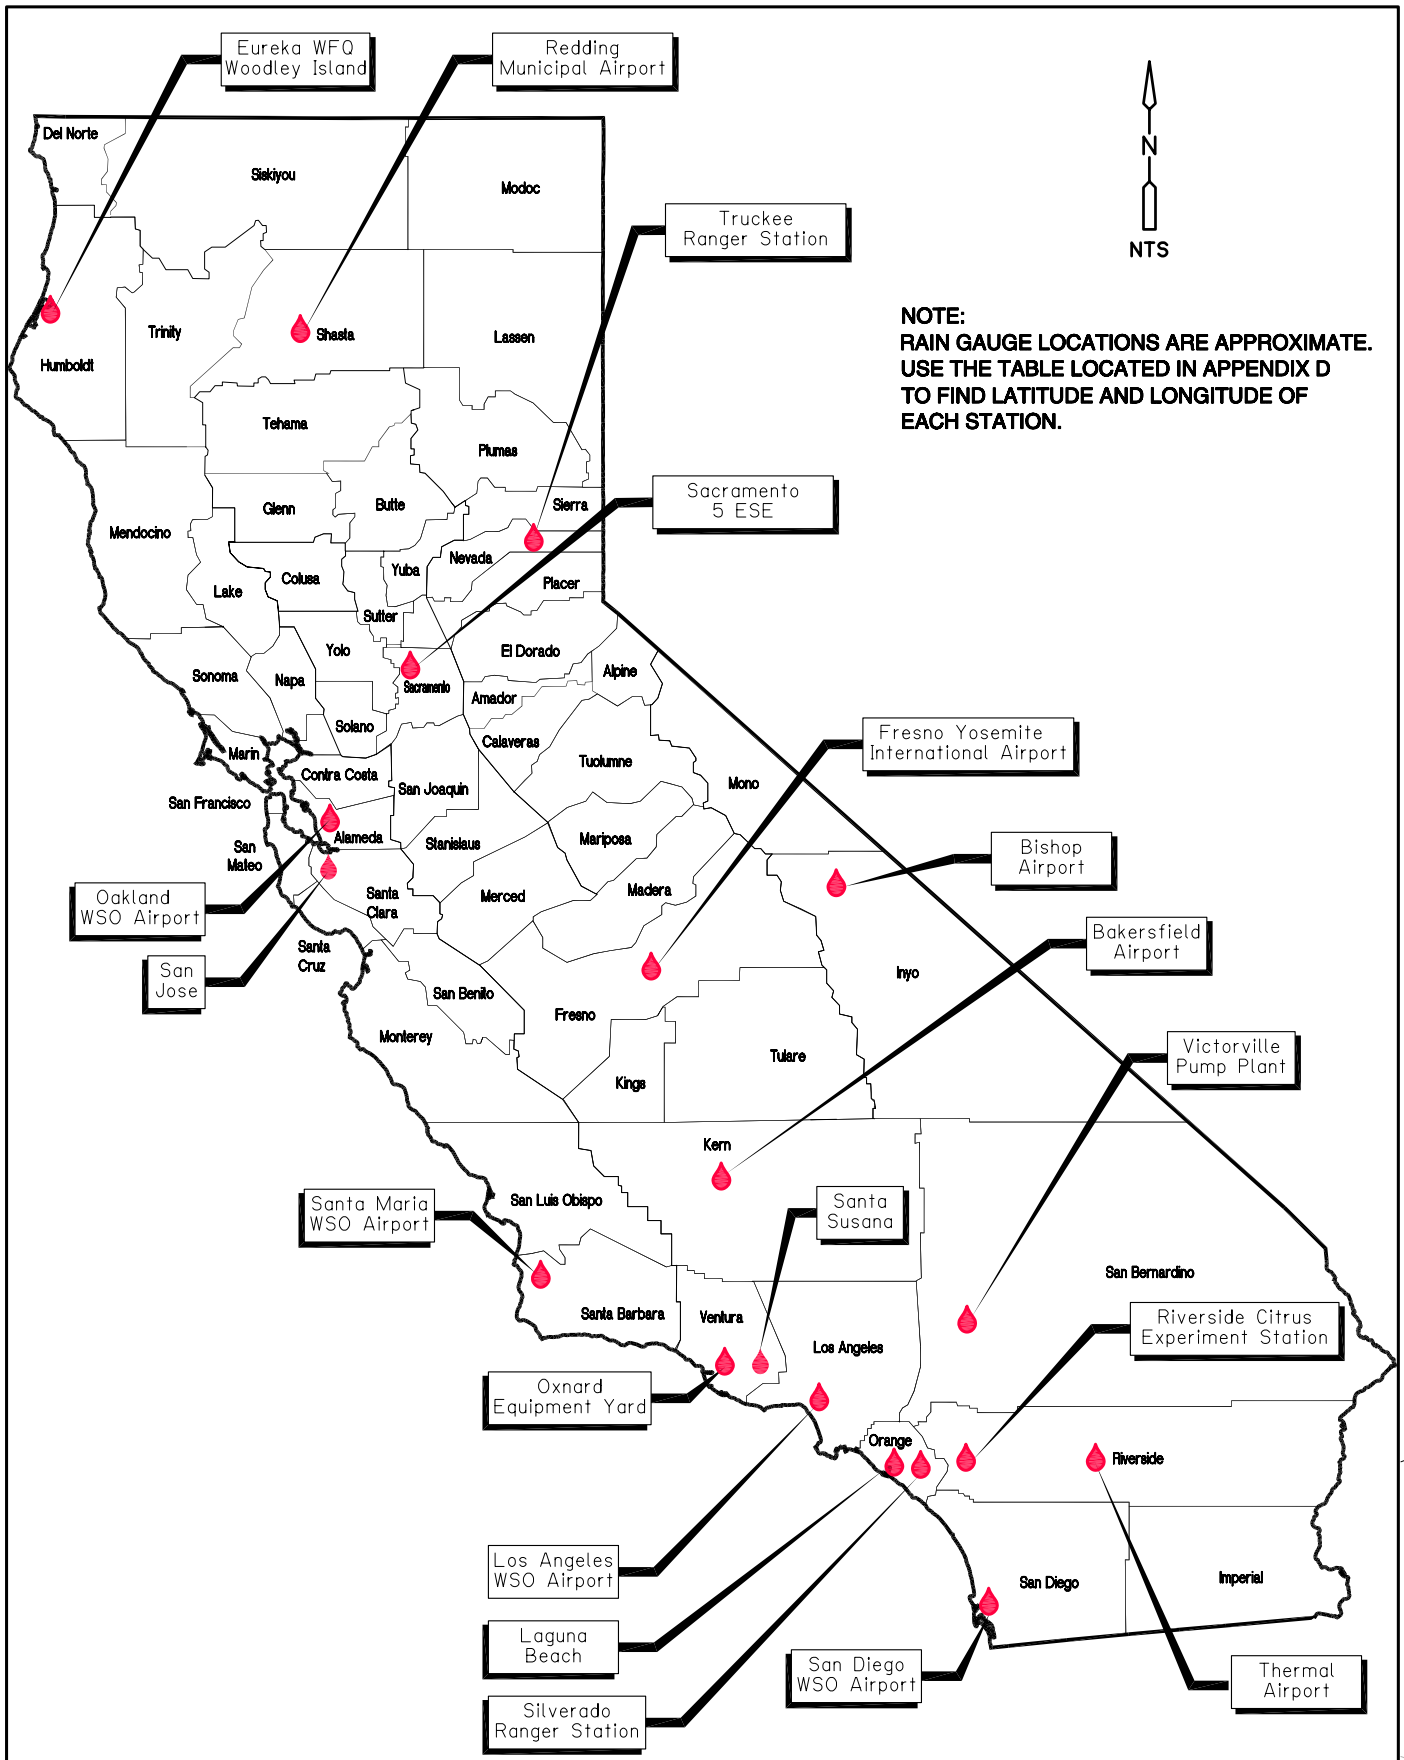 Eureka WFQ
Woodley Island
Redding
Municipal Airport
Del Norte
Siskiyou
Modoc
N
NTS
Truckee
Ranger Station
NOTE:
RAIN GAUGE LOCATIONS ARE APPROXIMATE.
USE THE TABLE LOCATED IN APPENDIX D
TO FIND LATITUDE AND LONGITUDE OF
EACH STATION.
Humboldt
Trinity
Shasta
Lassen
Tehama
Plumas
Sacramento
5 ESE
Mendocino
Glenn
Butte
Sierra
Lake
Colusa
Yuba
Nevada
Placer
Sutter
Sonoma
Napa
Yolo
Sacramento
El Dorado
Alpine
Amador
Solano
Marin
Calaveras
Tuolumne
Fresno Yosemite
International Airport
Contra Costa
San Joaquin
Mono
San Francisco
San
Mateo
Alameda
Stanislaus
Mariposa
Bishop
Airport
Oakland
WSO Airport
Santa
Clara
Merced
Madera
Bakersfield
Airport
San
Jose
Santa
Cruz
San Benito
Inyo
Monterey
Fresno
Kings
Tulare
Victorville
Pump Plant
Kern
Santa Maria
WSO Airport
San Luis Obispo
Santa
Susana
San Bernardino
Santa Barbara
Ventura
Los Angeles
Riverside Citrus
Experiment Station
Oxnard
Equipment Yard
Orange
Riverside
Los Angeles
WSO Airport
San Diego
Imperial
Laguna
Beach
San Diego
WSO Airport
Thermal
Airport
Silverado
Ranger Station